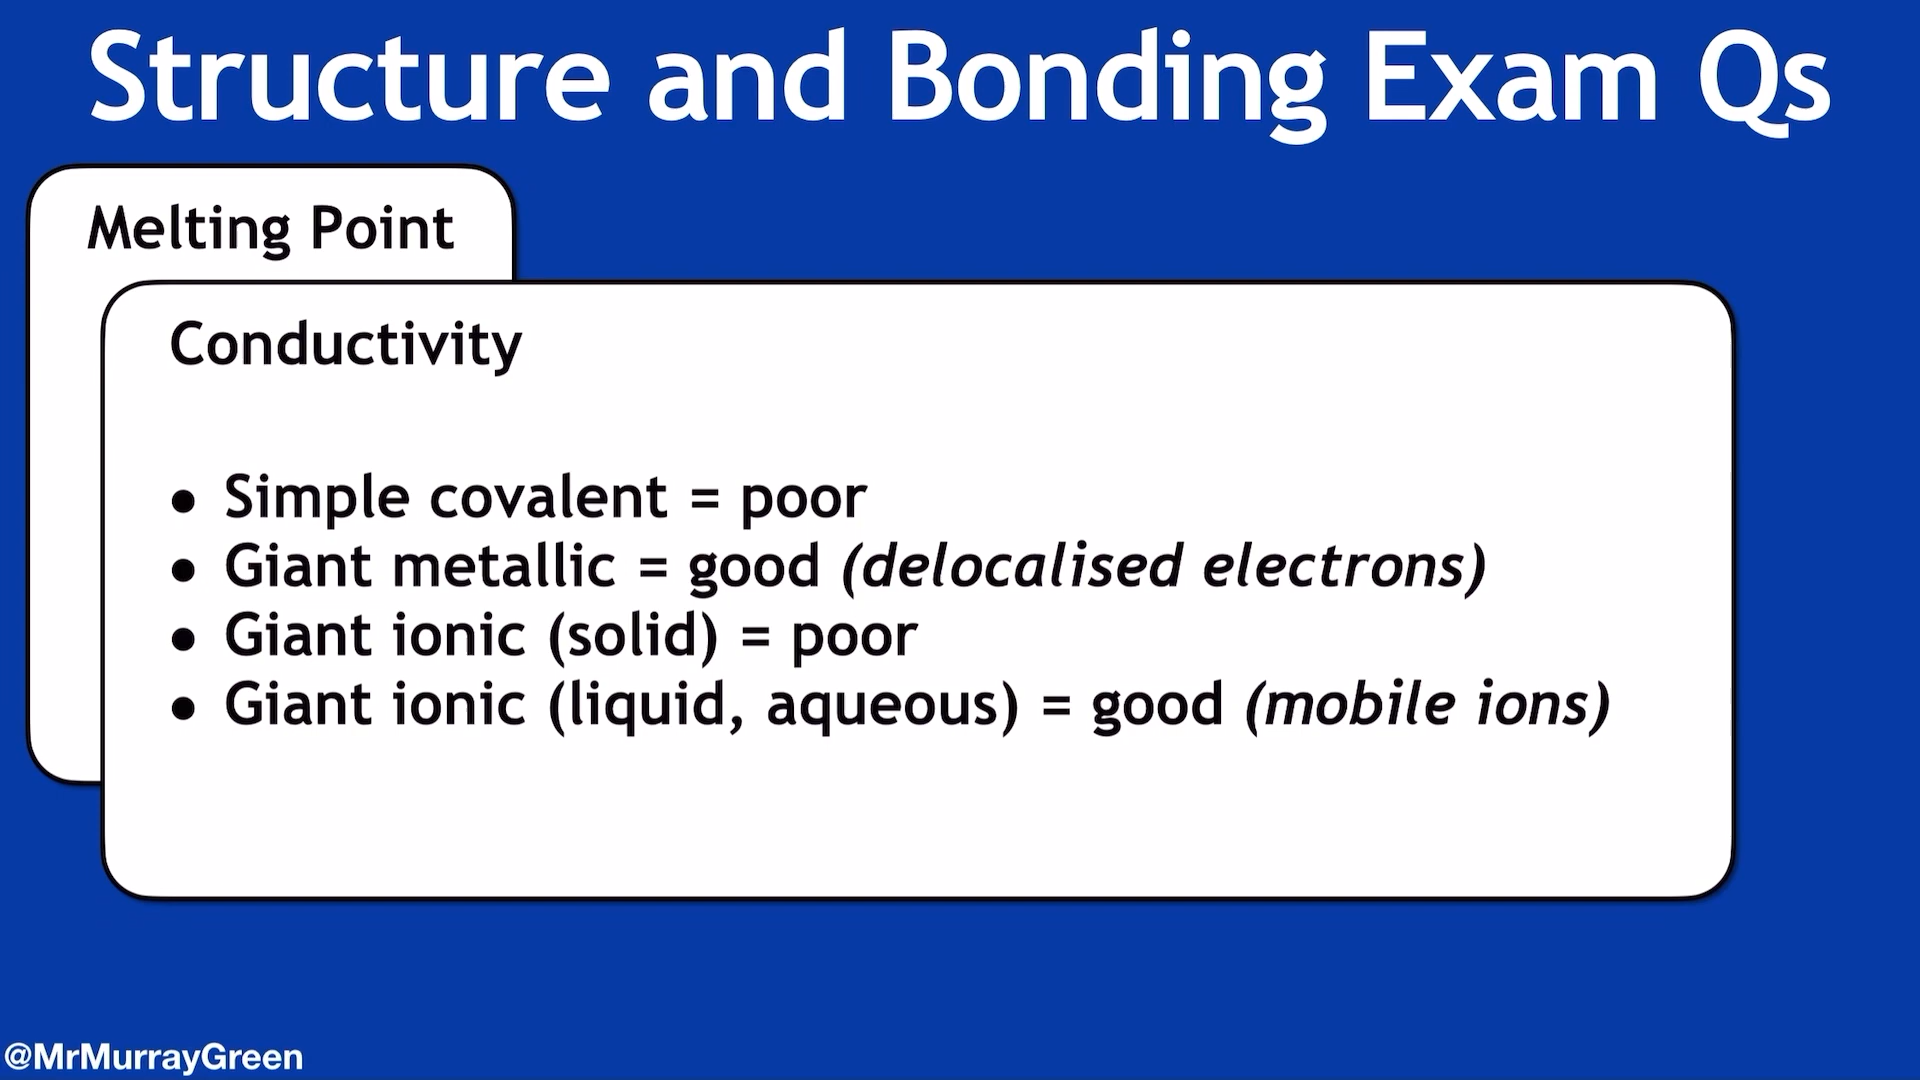 Structure and Bonding Exam Qs
Melting Point
Conductivity
• Simple covalent = poor
• Giant metallic = good (delocalised electrons)
• Giant ionic (solid) = poor
• Giant ionic (liquid, aqueous) = good (mobile ions)
@MrMurrayGreen